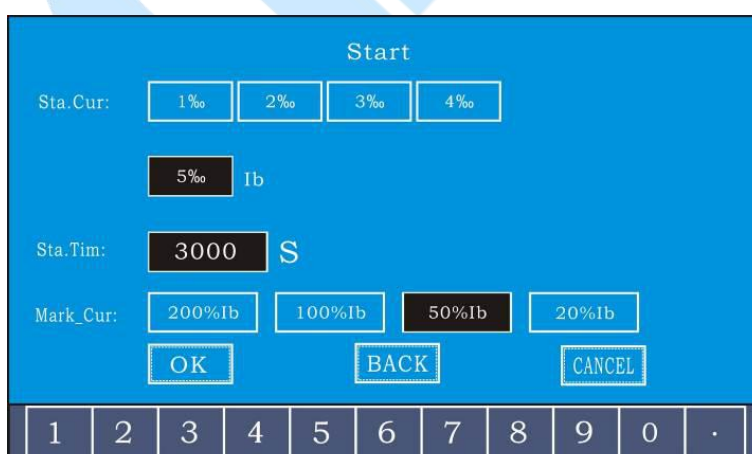 Start
Sta.Cur: 1‰ 2‰ 3‰ 4‰
5‰ Ib
Sta.Tim: 3000 S
Mark_Cur: 200%Ib 100%Ib 50%Ib 20%Ib
OK BACK CANCEL
1 2 3 4 5 6 7 8 9 0 .